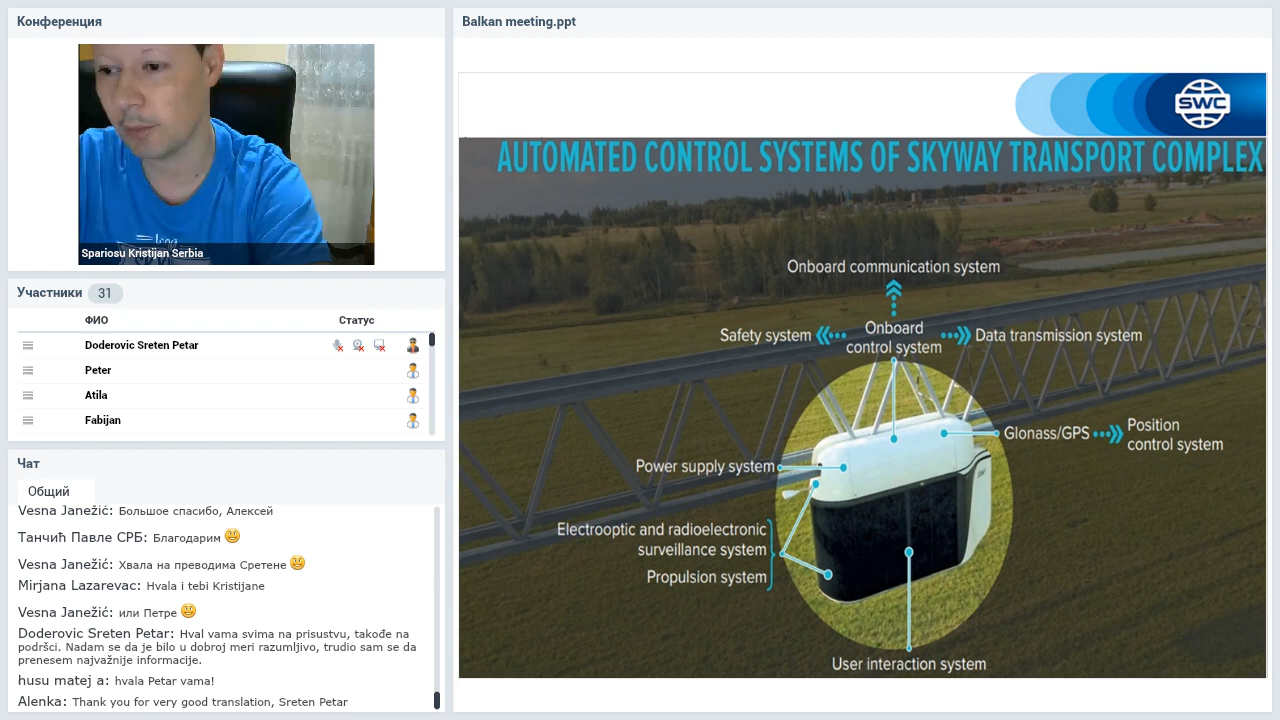 Конференция
Spariosu Kristijan Serbia
Участники 31
ФИО Статус
Doderovic Sreten Petar
Peter
Atila
Fabijan
Чат
Общий
Vesna Janežić: Большое спасибо, Алексей
Танчић Павле СРБ: Благодарим
Vesna Janežić: Хвала на преводима Сретене
Mirjana Lazarevac: Hvala i tebi Kristijane
Vesna Janežić: или Петре
Doderovic Sreten Petar: Hval vama svima na prisustvu, takođe na
podršci. Nadam se da je bilo u dobroj meri razumljivo, trudio sam se da
prenesem najvažnije informacije.
husu matej a: hvala Petar vama!
Alenka: Thank you for very good translation, Sreten Petar
Balkan meeting.ppt
SWC
AUTOMATED CONTROL SYSTEMS OF SKYWAY TRANSPORT COMPLEX
Onboard communication system
Safety system
Onboard
control system
Data transmission system
Glonass/GPS
Position
control system
Power supply system
Electrooptic and radioelectronic
surveillance system
Propulsion system
User interaction system